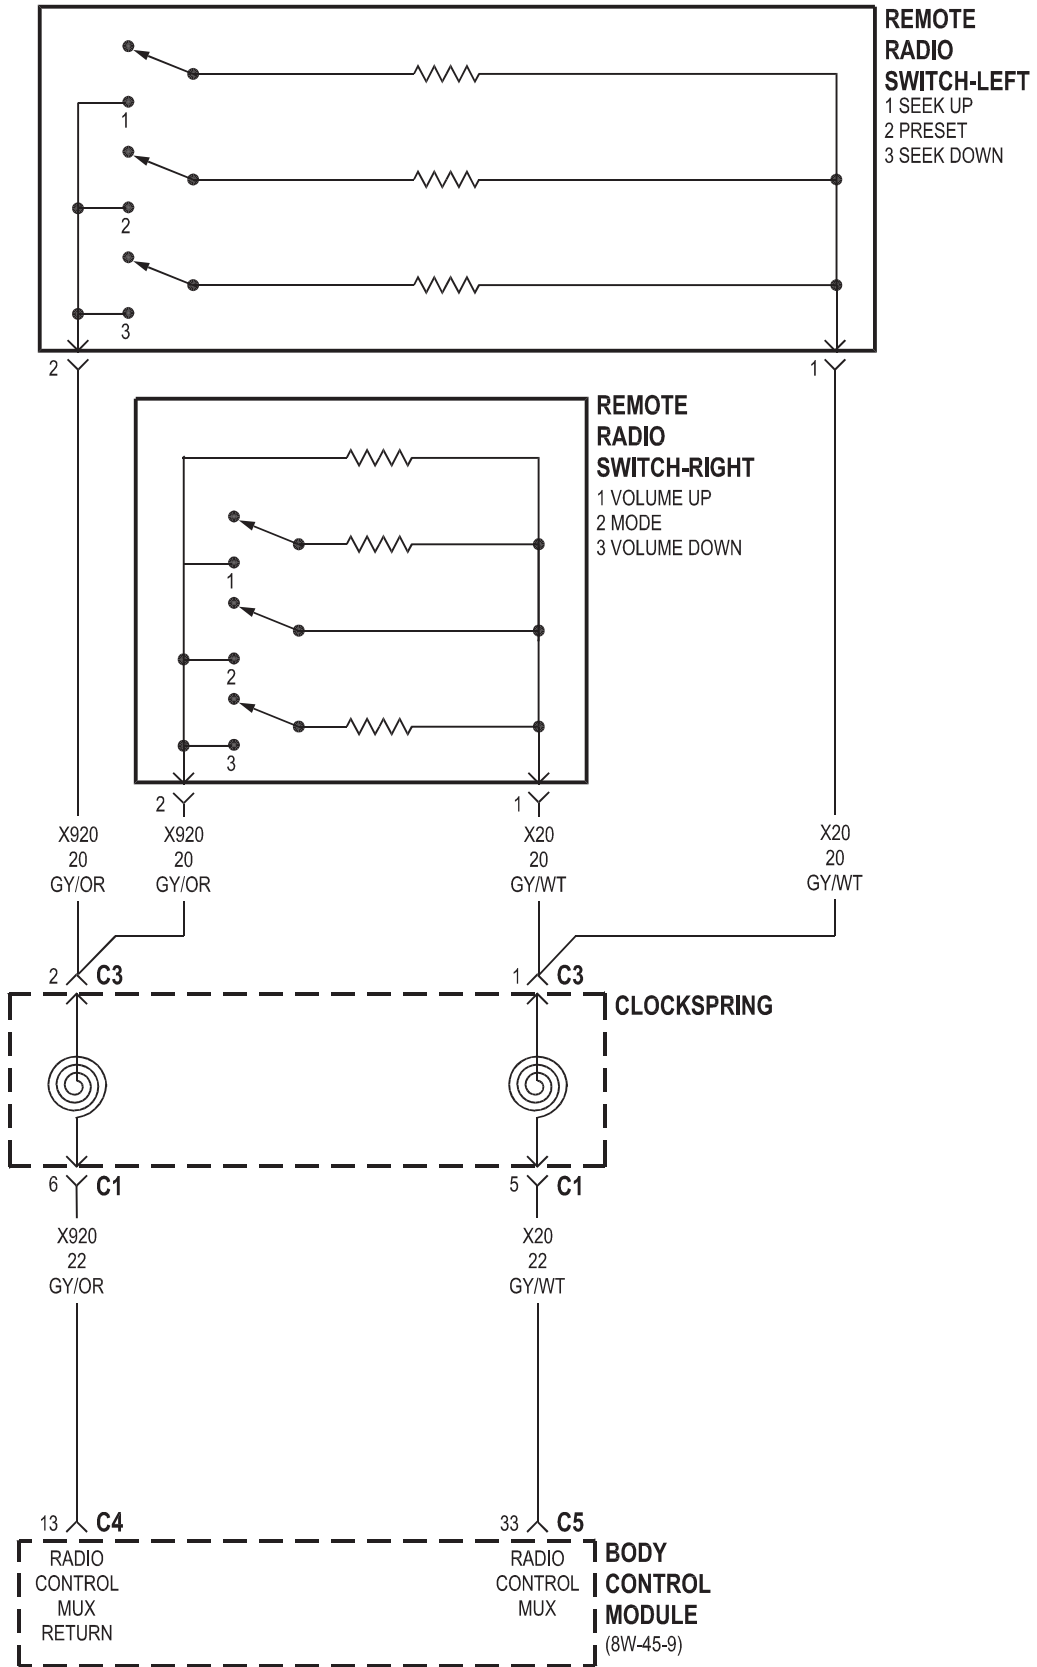 REMOTE
RADIO
SWITCH-LEFT
1 SEEK UP
2 PRESET
3 SEEK DOWN
1
2
3
2
1
REMOTE
RADIO
SWITCH-RIGHT
1 VOLUME UP
2 MODE
3 VOLUME DOWN
1
2
3
2
1
X920
20
GY/OR
X920
20
GY/OR
X20
20
GY/WT
X20
20
GY/WT
2 C3
1 C3
CLOCKSPRING
6 C1
5 C1
X920
22
GY/OR
X20
22
GY/WT
13 C4
33 C5
RADIO
CONTROL
MUX
RETURN
RADIO
CONTROL
MUX
BODY
CONTROL
MODULE
(8W-45-9)